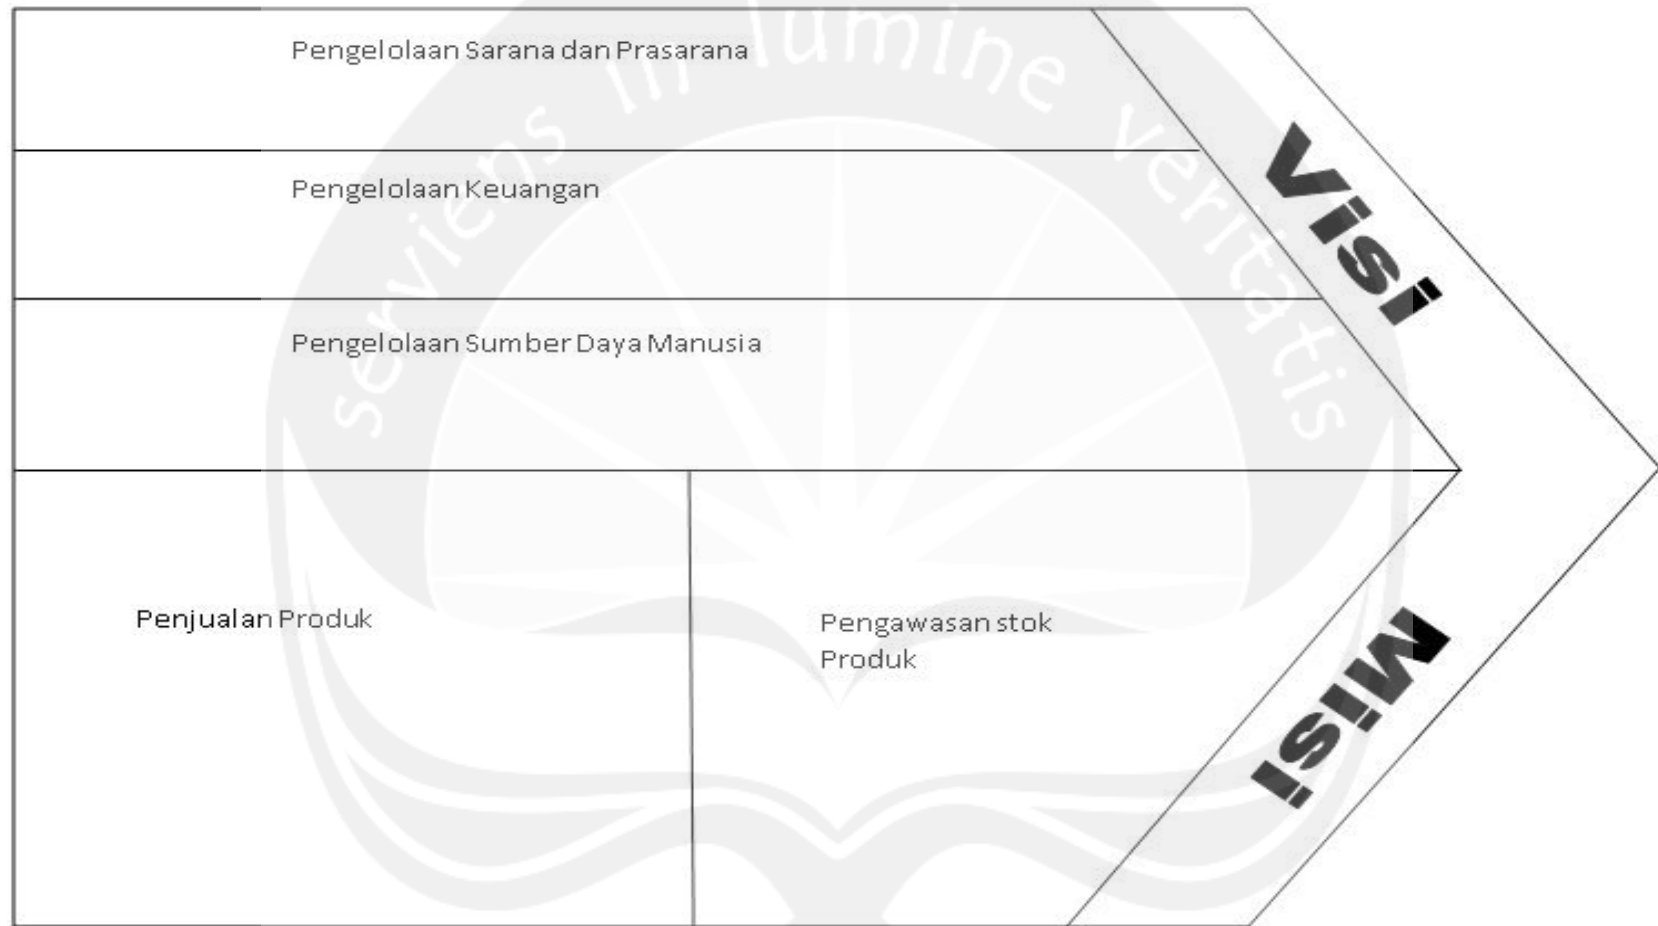 serviens in lumine veritatis
Pengelolaan Sarana dan Prasarana
Pengelolaan Keuangan
Pengelolaan Sumber Daya Manusia
Visi
Penjualan Produk
Pengawasan stok
Produk
Misi